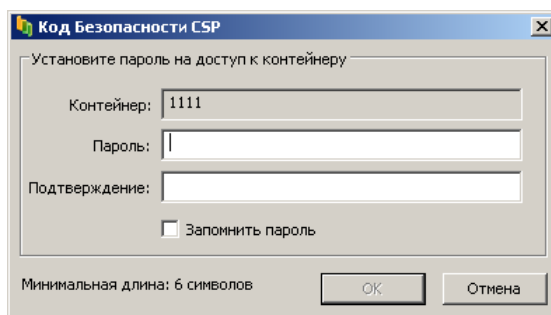 Код Безопасности CSP
Установите пароль на доступ к контейнеру
Контейнер: 1111
Пароль:
Подтверждение:
Запомнить пароль
Минимальная длина: 6 символов ОК Отмена